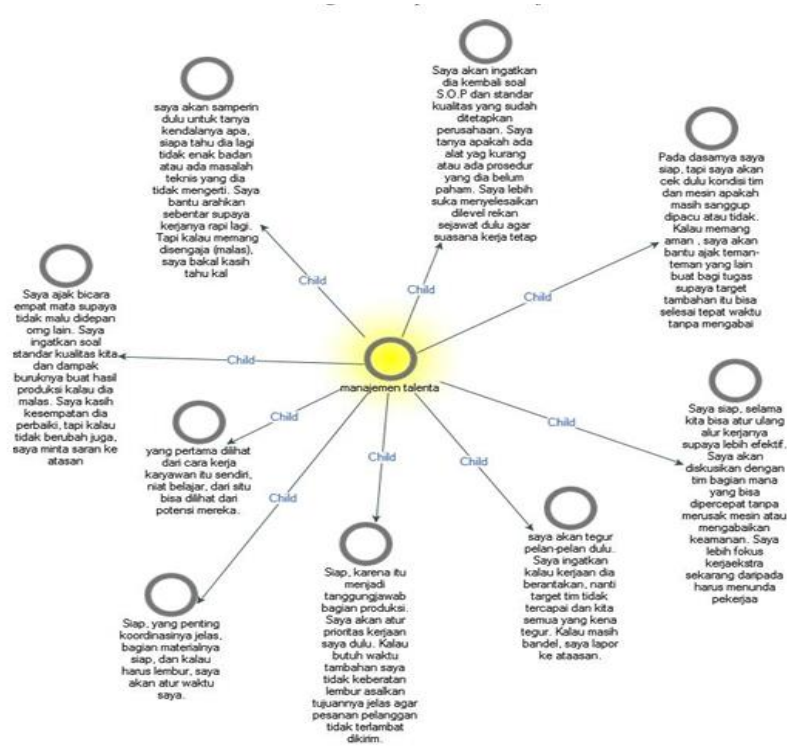 Saya akan ingatkan
dia kembali soal
S.O.P dan standar
kualitas yang sudah
ditetapkan
perusahaan. Saya
tanya apakah ada
alat yag kurang
atau ada prosedur
yang dia belum
paham. Saya lebih
suka menyelesaikan
dilevel rekan
sejawat dulu agar
suasana kerja tetap
saya akan samperin
dulu untuk tanya
kendalanya apa,
siapa tahu dia lagi
tidak enak badan
atau ada masalah
teknis yang dia
tidak mengerti. Saya
bantu arahkan
sebentar supaya
kerjanya rapi lagi.
Tapi kalau memang
disengaja (malas),
saya bakal kasih
tahu kal
Pada dasarnya saya
siap, tapi saya akan
cek dulu kondisi tim
dan mesin apakah
masih sanggup
dipacu atau tidak.
Kalau memang
aman , saya akan
bantu ajak teman-
teman yang lain
buat bagi tugas
supaya target
tambahan itu bisa
selesai tepat waktu
tanpa mengabai
Child
Child
Child
Saya ajak bicara
empat mata supaya
tidak malu didepan
orng lain. Saya
ingatkan soal
standar kualitas kita
dan dampak
buruknya buat hasil
produksi kalau dia
malas. Saya kasih
kesempatan dia
perbaiki, tapi kalau
tidak berubah juga,
saya minta saran ke
atasan
Child
manajemen talenta
Child
Child
Child
Child
Child
yang pertama dilihat
dari cara kerja
karyawan itu sendiri,
niat belajar, dari situ
bisa dilihat dari
potensi mereka.
Saya siap, selama
kita bisa atur ulang
alur kerjanya
supaya lebih efektif.
Saya akan
diskusikan dengan
tim bagian mana
yang bisa
dipercepat tanpa
merusak mesin atau
mengabaikan
keamanan. Saya
lebih fokus
kerjaekstra
sekarang daripada
harus menunda
pekerjaa
saya akan tegur
pelan-pelan dulu.
Saya ingatkan
kalau kerjaan dia
berantakan, nanti
target tim tidak
tercapai dan kita
semua yang kena
tegur. Kalau masih
bandel, saya lapor
ke ataasan.
Siap, karena itu
menjadi
tanggungjawab
bagian produksi.
Saya akan atur
prioritas kerjaan
saya dulu. Kalau
butuh waktu
tambahan saya
tidak keberatan
lembur asalkan
tujuannya jelas agar
pesanan pelanggan
tidak terlambat
dikirim.
Siap, yang penting
koordinasinya jelas,
bagian materialnya
siap, dan kalau
harus lembur, saya
akan atur waktu
saya.